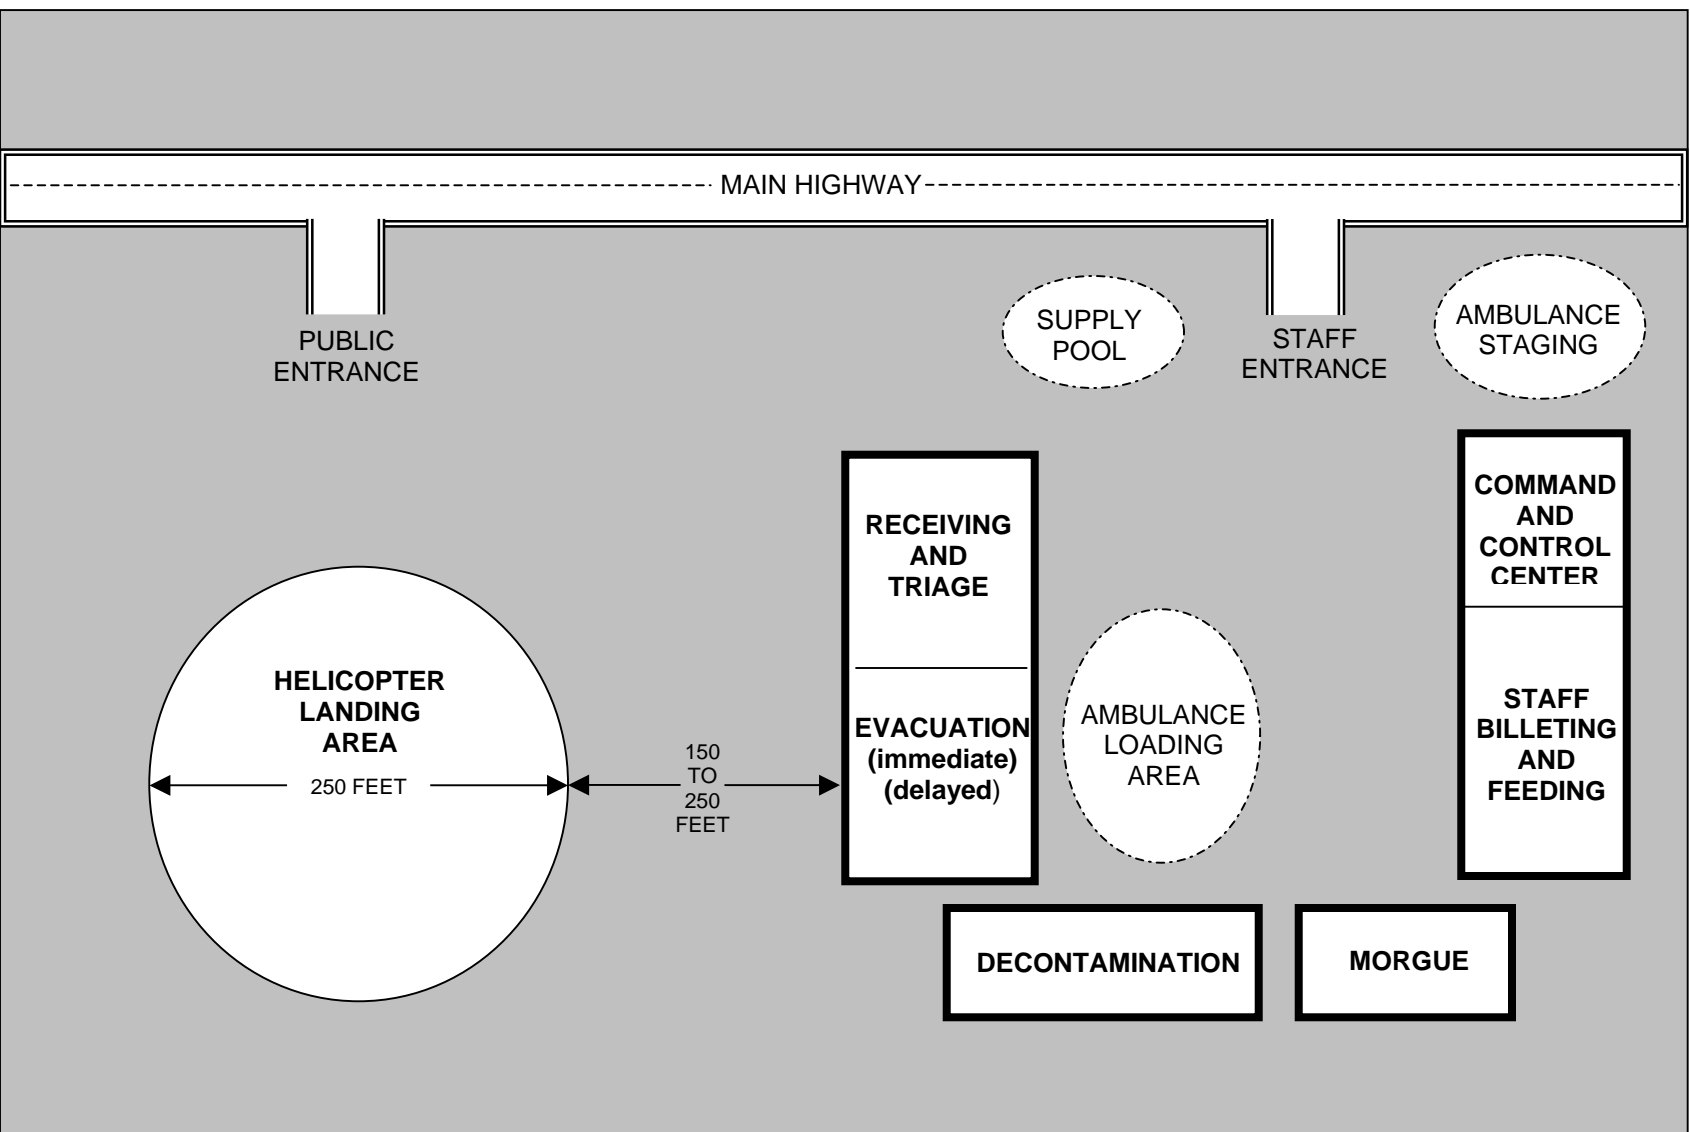 MAIN HIGHWAY
PUBLIC
ENTRANCE
SUPPLY
POOL
STAFF
ENTRANCE
AMBULANCE
STAGING
RECEIVING
AND
TRIAGE
COMMAND
AND
CONTROL
CENTER
HELICOPTER
LANDING
AREA
250 FEET
150
TO
250
FEET
EVACUATION
(immediate)
(delayed)
AMBULANCE
LOADING
AREA
STAFF
BILLETING
AND
FEEDING
DECONTAMINATION
MORGUE